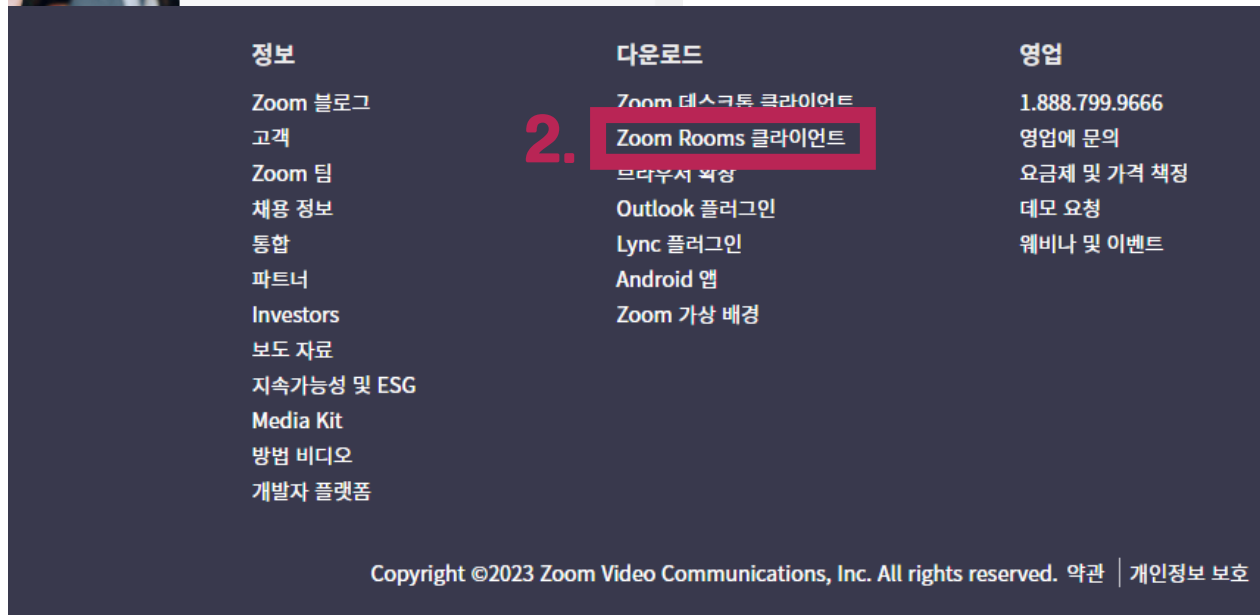 정보
Zoom 블로그
고객
Zoom 팀
채용 정보
통합
파트너
Investors
보도 자료
지속가능성 및 ESG
Media Kit
방법 비디오
개발자 플랫폼
다운로드
Zoom 데스크톱 클라이언트
2.
Zoom Rooms 클라이언트
브라우저 확장
Outlook 플러그인
Lync 플러그인
Android 앱
Zoom 가상 배경
영업
1.888.799.9666
영업에 문의
요금제 및 가격 책정
데모 요청
웨비나 및 이벤트
Copyright ©2023 Zoom Video Communications, Inc. All rights reserved. 약관 | 개인정보 보호